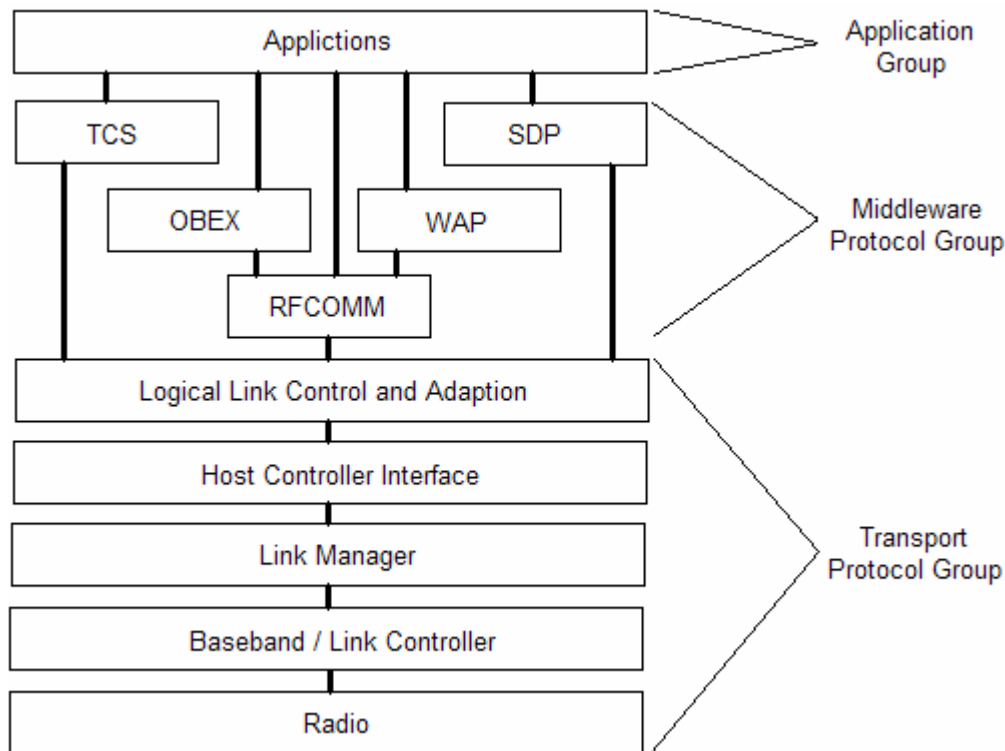 Applictions
Application
Group
TCS
SDP
OBEX
WAP
Middleware
Protocol Group
RFCOMM
Logical Link Control and Adaption
Host Controller Interface
Link Manager
Transport
Protocol Group
Baseband / Link Controller
Radio